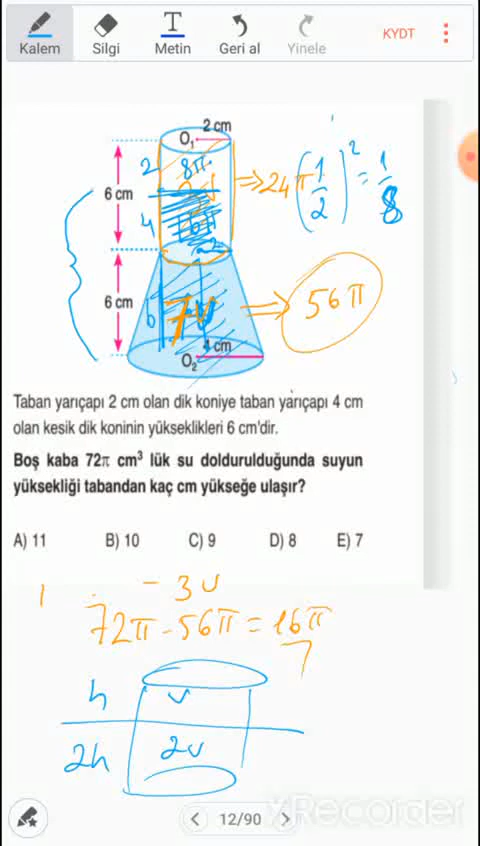 Kalem Silgi Metin Geri al Yinele KYDT
2 cm
O₁
2 8π
6 cm
4 16π
⇒ 24π (1/2)² = 1/8
6 cm
6 7v
⇒ 56π
4 cm
O₂
Taban yarıçapı 2 cm olan dik koniye taban yarıçapı 4 cm
olan kesik dik koninin yükseklikleri 6 cm'dir.
Boş kaba 72π cm³ lük su doldurulduğunda suyun
yüksekliği tabandan kaç cm yükseğe ulaşır?
A) 11 B) 10 C) 9 D) 8 E) 7
3v
72π - 56π = 16π
7
h v
2h 2v
12/90
XRecorder